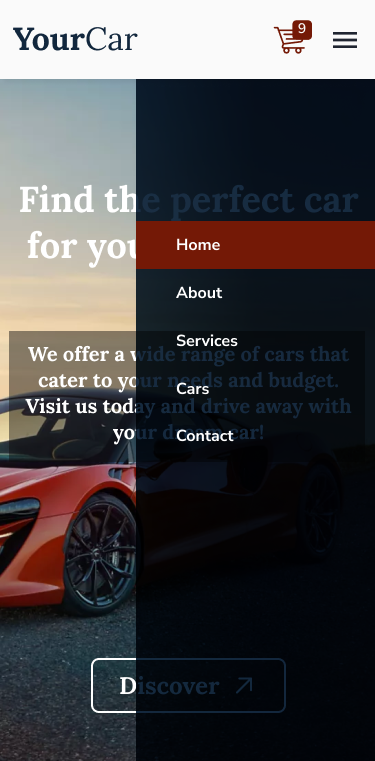 YourCar
9
Find the perfect car
for you
Home
About
Services
Cars
Contact
We offer a wide range of cars that
cater to your needs and budget.
Visit us today and drive away with
your dream car!
Discover